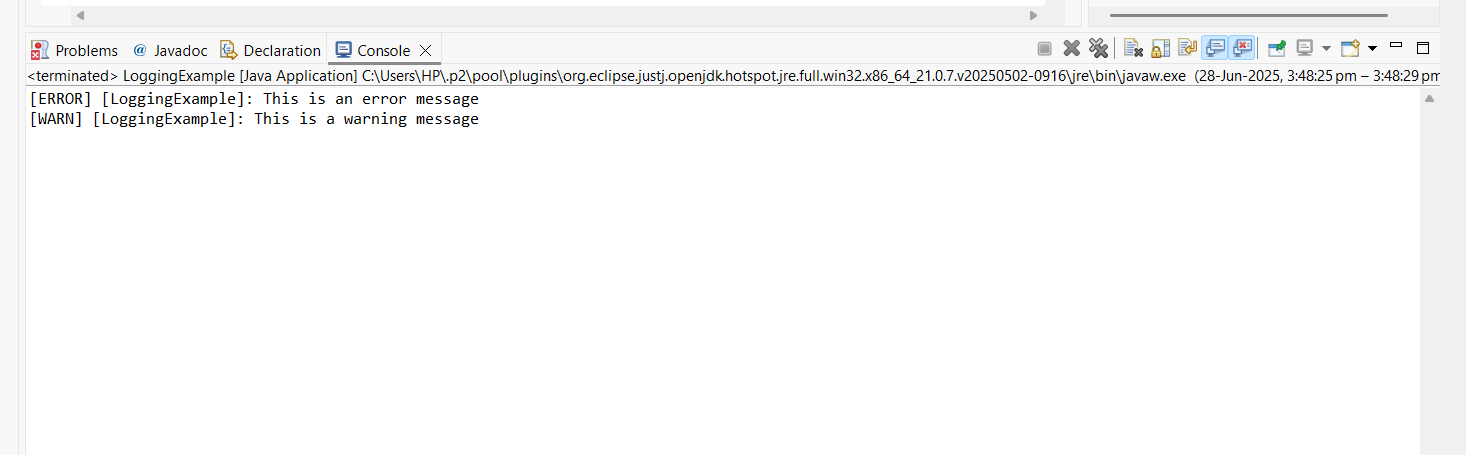 Problems @ Javadoc Declaration Console
<terminated> LoggingExample [Java Application] C:\Users\HP\.p2\pool\plugins\org.eclipse.justj.openjdk.hotspot.jre.full.win32.x86_64_21.0.7.v20250502-0916\jre\bin\javaw.exe (28-Jun-2025, 3:48:25 pm – 3:48:29 pm
[ERROR] [LoggingExample]: This is an error message
[WARN] [LoggingExample]: This is a warning message